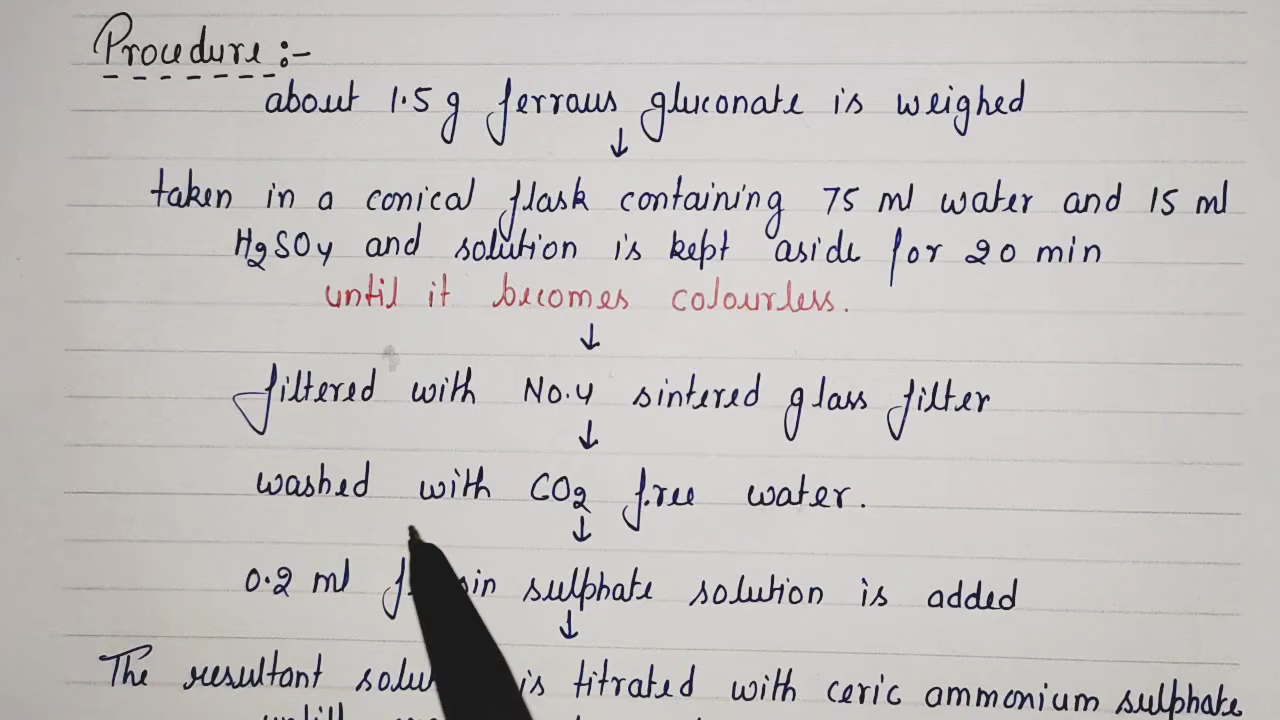 Procedure :-
about 1.5 g ferrous gluconate is weighed
↓
taken in a conical flask containing 75 ml water and 15 ml
H2SO4 and solution is kept aside for 20 min
until it becomes colourless.
↓
filtered with No.4 sintered glass filter
↓
washed with CO2 free water.
↓
0.2 ml sulphate solution is added
↓
The resultant is titrated with ceric ammonium sulphate